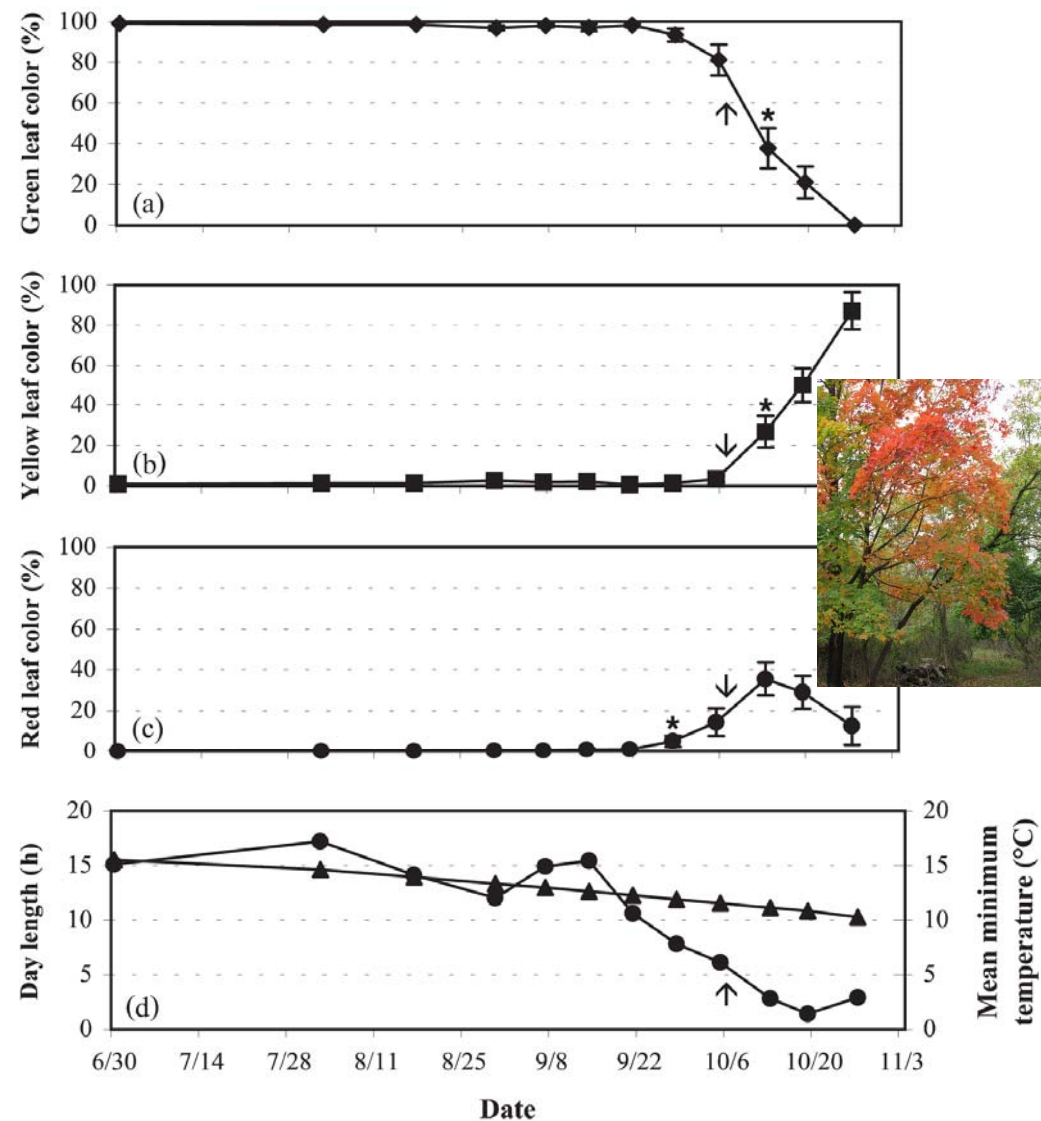 Green leaf color (%)
100
80
60
40
20
0
(a)
*
Yellow leaf color (%)
100
80
60
40
20
0
(b)
*
Red leaf color (%)
100
80
60
40
20
0
(c)
*
Day length (h)
20
15
10
5
0
(d)
20
15
10
5
0
Mean minimum
temperature (°C)
6/30 7/14 7/28 8/11 8/25 9/8 9/22 10/6 10/20 11/3
Date